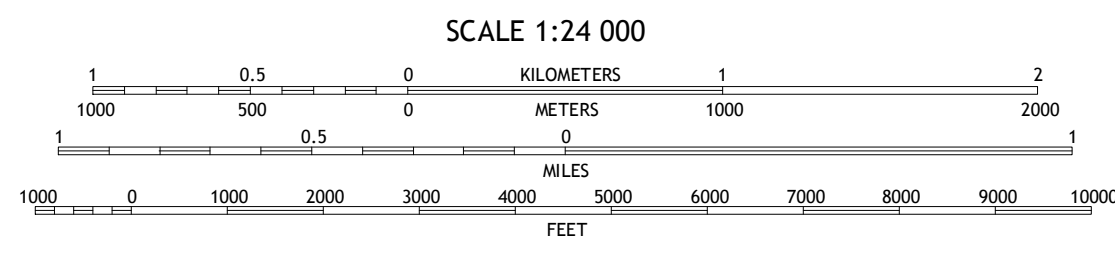 SCALE 1:24 000
1 0.5 0 KILOMETERS 1 2
1000 500 0 METERS 1000 2000
1 0.5 0 1
MILES
1000 0 1000 2000 3000 4000 5000 6000 7000 8000 9000 10000
FEET